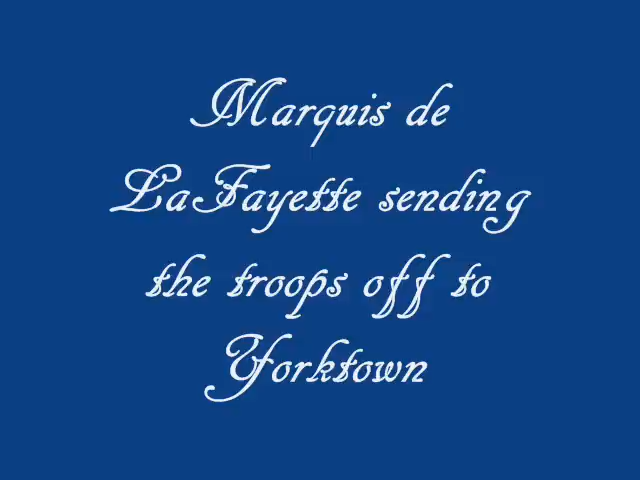 Marquis de
LaFayette sending
the troops off to
Yorktown